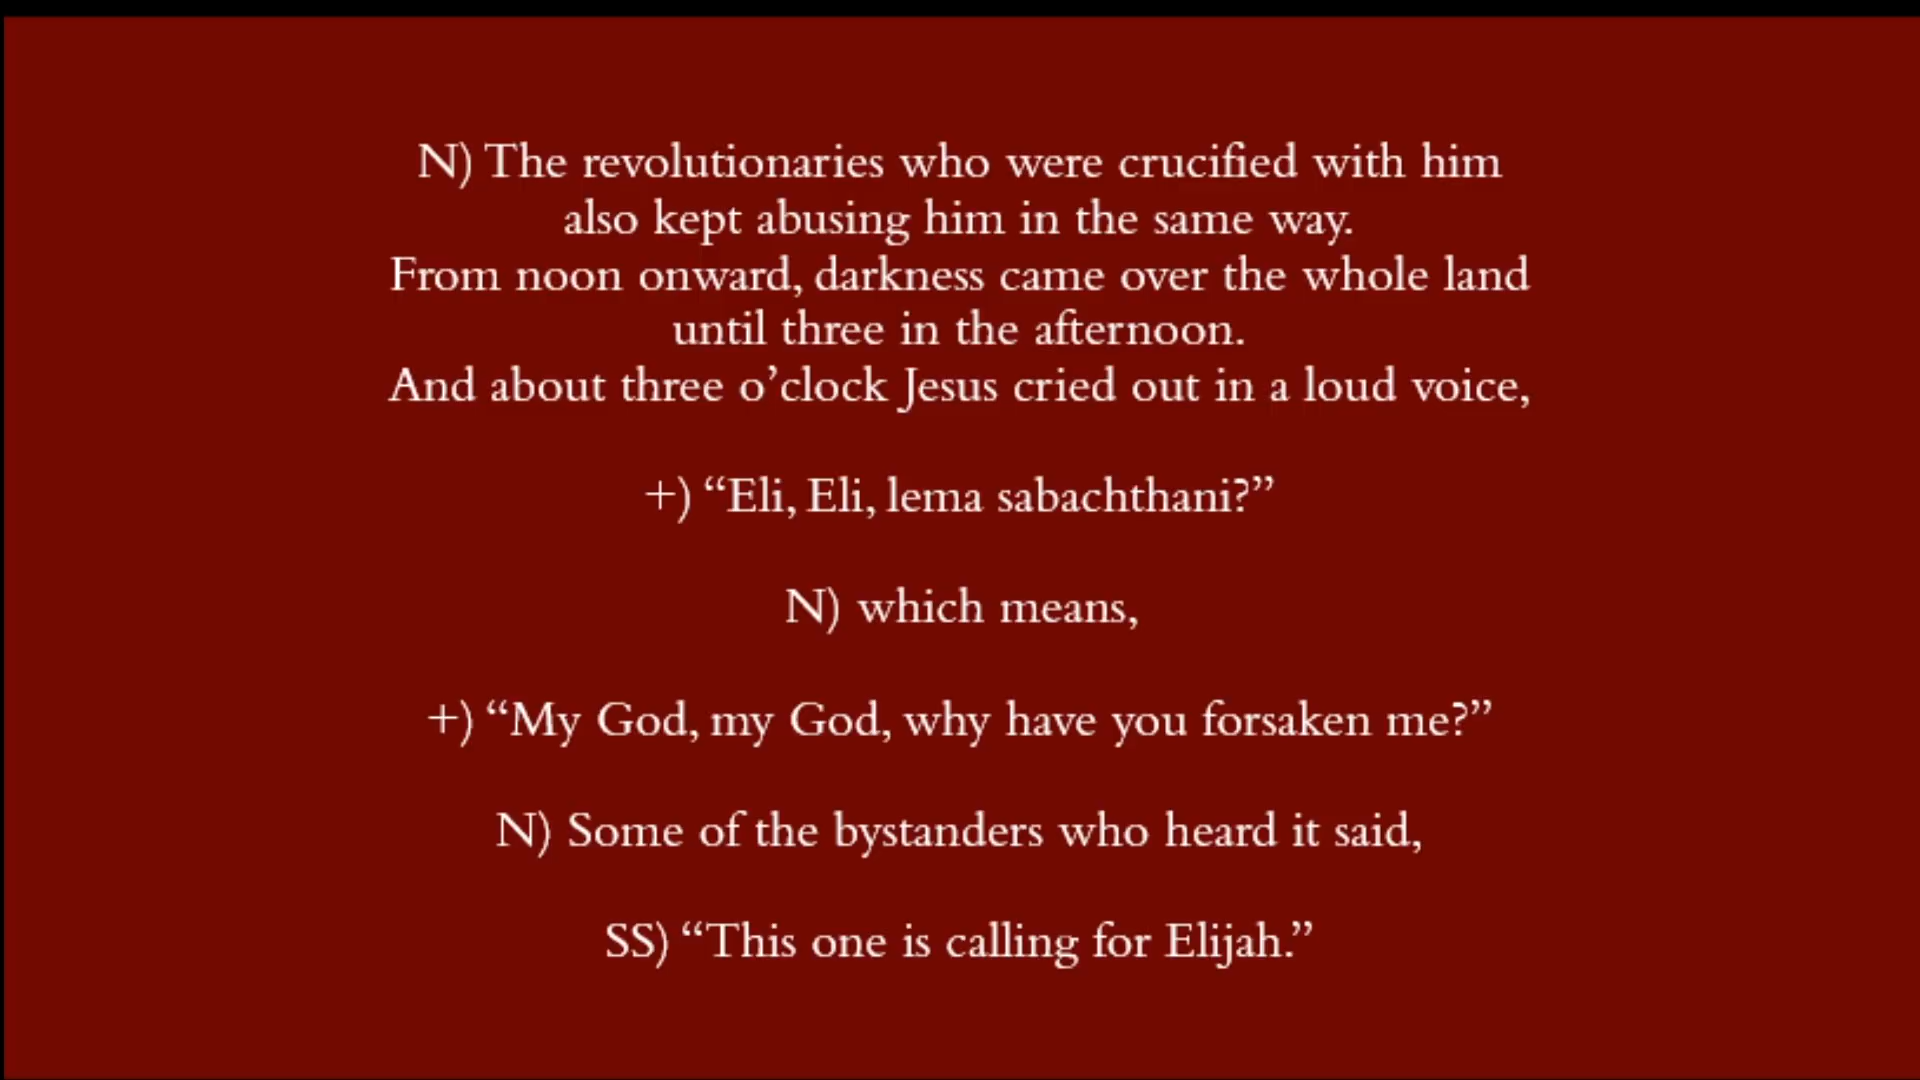 N) The revolutionaries who were crucified with him
also kept abusing him in the same way.
From noon onward, darkness came over the whole land
until three in the afternoon.
And about three o’clock Jesus cried out in a loud voice,
+) “Eli, Eli, lema sabachthani?”
N) which means,
+) “My God, my God, why have you forsaken me?”
N) Some of the bystanders who heard it said,
SS) “This one is calling for Elijah.”